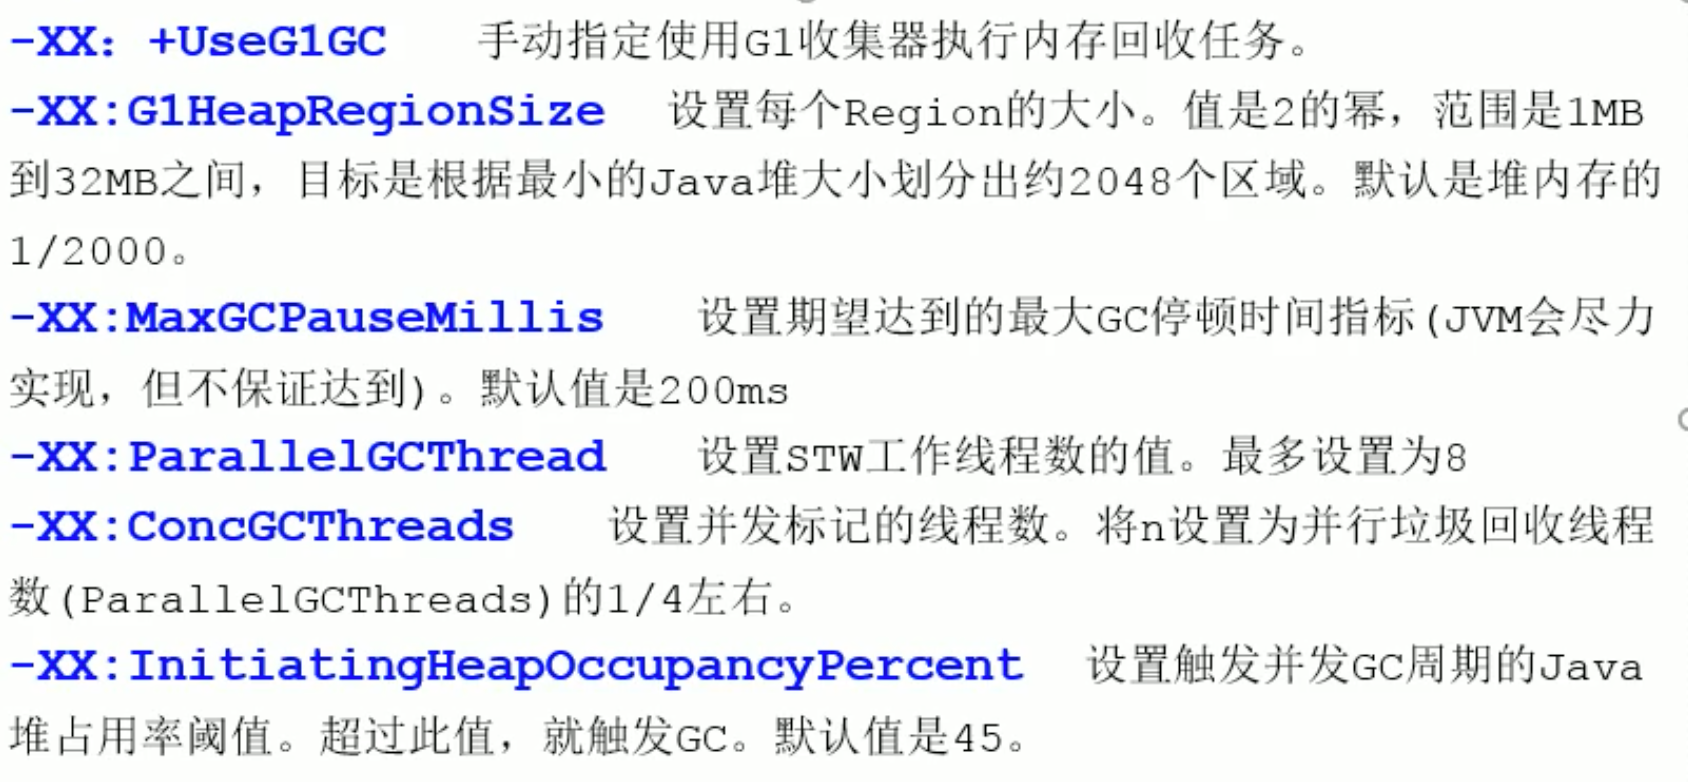 -XX：+UseG1GC 手动指定使用G1收集器执行内存回收任务。
-XX:G1HeapRegionSize 设置每个Region的大小。值是2的幂，范围是1MB
到32MB之间，目标是根据最小的Java堆大小划分出约2048个区域。默认是堆内存的
1/2000。
-XX:MaxGCPauseMillis 设置期望达到的最大GC停顿时间指标(JVM会尽力
实现，但不保证达到)。默认值是200ms
-XX:ParallelGCThread 设置STW工作线程数的值。最多设置为8
-XX:ConcGCThreads 设置并发标记的线程数。将n设置为并行垃圾回收线程
数(ParallelGCThreads)的1/4左右。
-XX:InitiatingHeapOccupancyPercent 设置触发并发GC周期的Java
堆占用率阈值。超过此值，就触发GC。默认值是45。